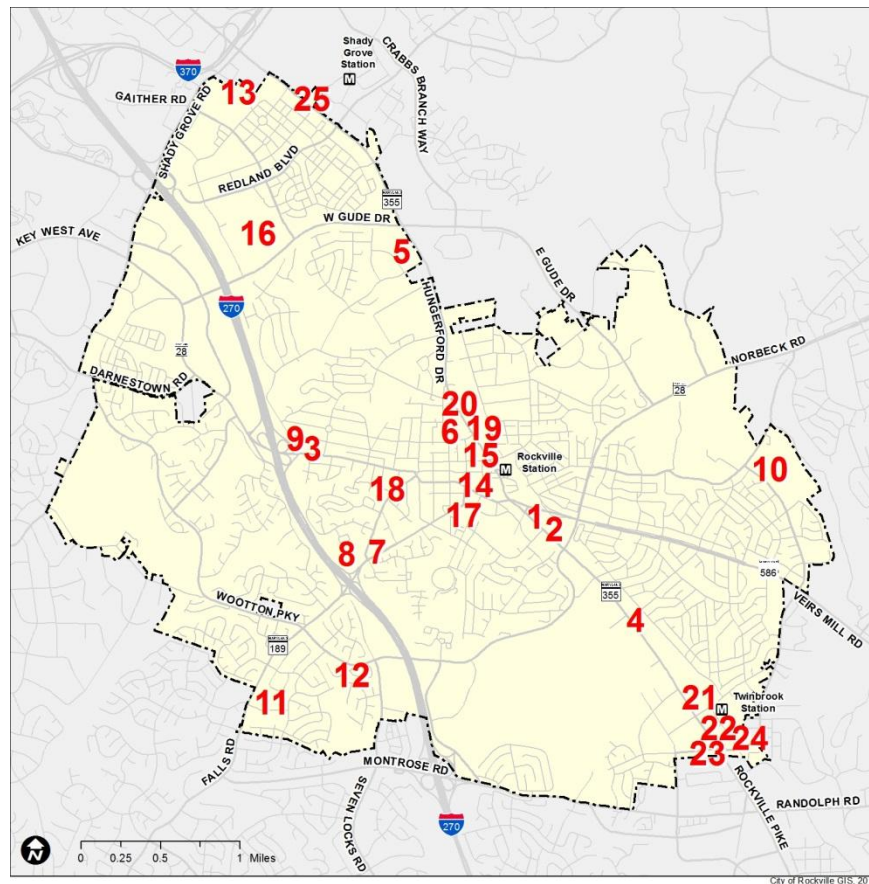 370
GAITHER RD
13
SHADY GROVE RD
25
Shady
Grove
Station
M
CRABBS BRANCH WAY
REDLAND BLVD
355
KEY WEST AVE
16
W GUDE DR
5
E GUDE DR
270
HUNGERFORD DR
28
DARNESTOWN RD
NORBECK RD
28
20
6
19
9
3
15
Rockville
Station
M
10
18
14
17
1
2
8
7
586
VEIRS MILL RD
WOOTTON PKY
355
4
189
12
11
21
Twinbrook
Station
M
22
24
23
FALLS RD
MONTROSE RD
SEVEN LOCKS RD
ROCKVILLE PIKE
RANDOLPH RD
270
N
0 0.25 0.5 1 Miles
City of Rockville GIS, 20